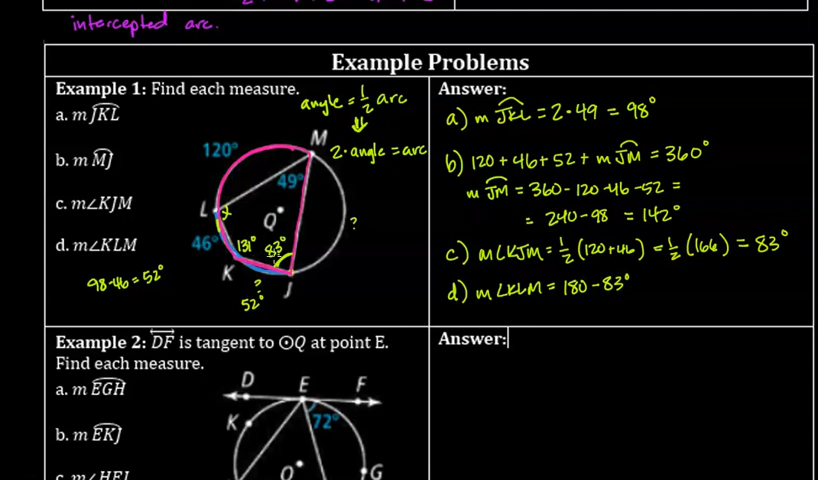 intercepted arc.
Example Problems
Example 1: Find each measure.
a. m JKL
b. m MJ
c. m∠KJM
d. m∠KLM
98-46=52°
angle = 1/2 arc
2·angle = arc
120°
M
49°
L
Q
?
46°
131°
83°
K
J
?
52°
Answer:
a) m JKL = 2·49 = 98°
b) 120+46+52+m JM = 360°
m JM = 360-120-46-52 =
= 240-98 = 142°
c) m∠KJM = 1/2 (120+46) = 1/2 (166) = 83°
d) m∠KLM = 180-83°
Example 2: DF is tangent to ⊙Q at point E.
Find each measure.
a. m EGH
b. m EKJ
c. m∠HEJ
D
E
F
K
72°
Q
G
Answer: